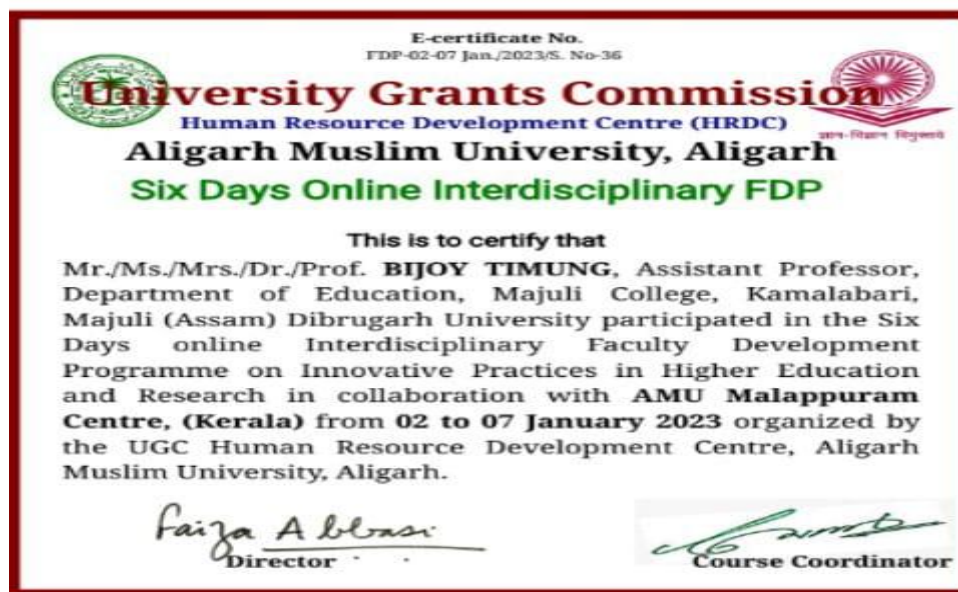 E-certificate No.
FDP-02-07 Jan./2023/S. No-36
University Grants Commission
Human Resource Development Centre (HRDC)
ज्ञान-विज्ञान विमुक्तये
Aligarh Muslim University, Aligarh
Six Days Online Interdisciplinary FDP
This is to certify that
Mr./Ms./Mrs./Dr./Prof. BIJOY TIMUNG, Assistant Professor,
Department of Education, Majuli College, Kamalabari,
Majuli (Assam) Dibrugarh University participated in the Six
Days online Interdisciplinary Faculty Development
Programme on Innovative Practices in Higher Education
and Research in collaboration with AMU Malappuram
Centre, (Kerala) from 02 to 07 January 2023 organized by
the UGC Human Resource Development Centre, Aligarh
Muslim University, Aligarh.
Faiza Abbasi
Director
Course Coordinator